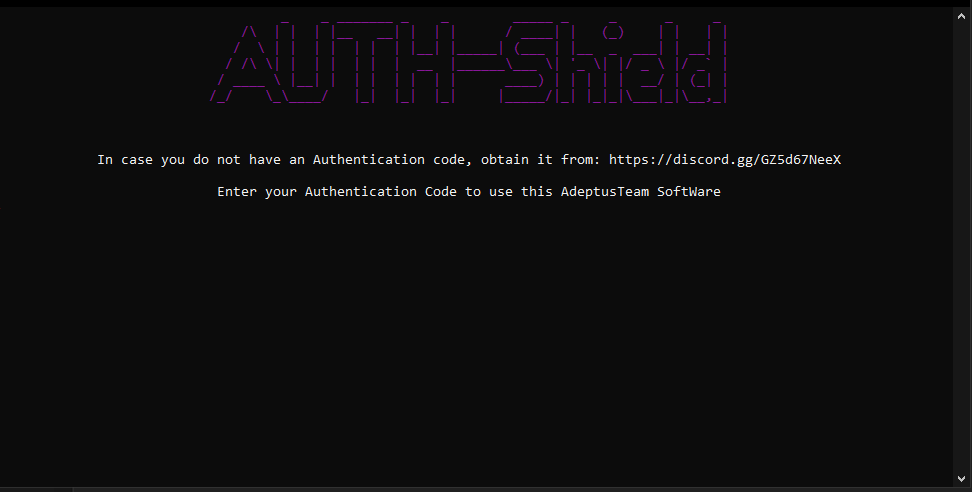 AUTH-Shield
In case you do not have an Authentication code, obtain it from: https://discord.gg/GZ5d67NeeX
Enter your Authentication Code to use this AdeptusTeam SoftWare